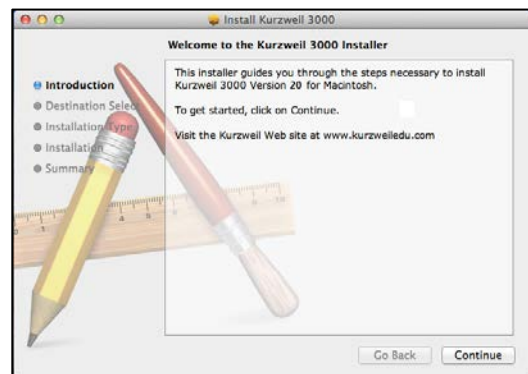 Install Kurzweil 3000
Welcome to the Kurzweil 3000 Installer
Introduction
Destination Select
Installation Type
Installation
Summary
This installer guides you through the steps necessary to install
Kurzweil 3000 Version 20 for Macintosh.
To get started, click on Continue.
Visit the Kurzweil Web site at www.kurzweiledu.com
Go Back
Continue